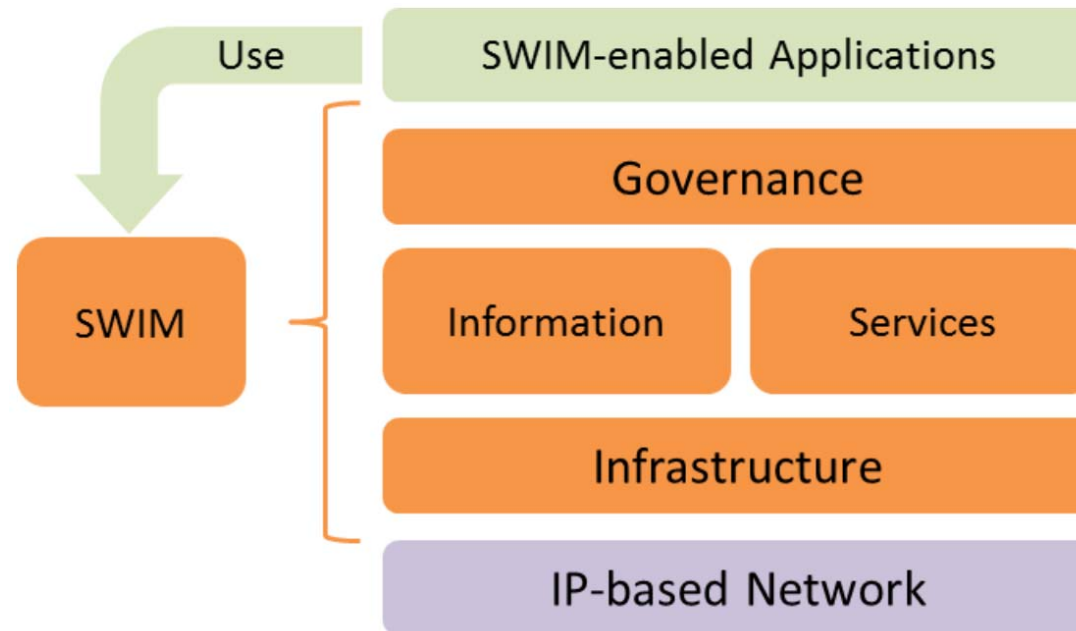 Use
SWIM-enabled Applications
Governance
SWIM
Information
Services
Infrastructure
IP-based Network